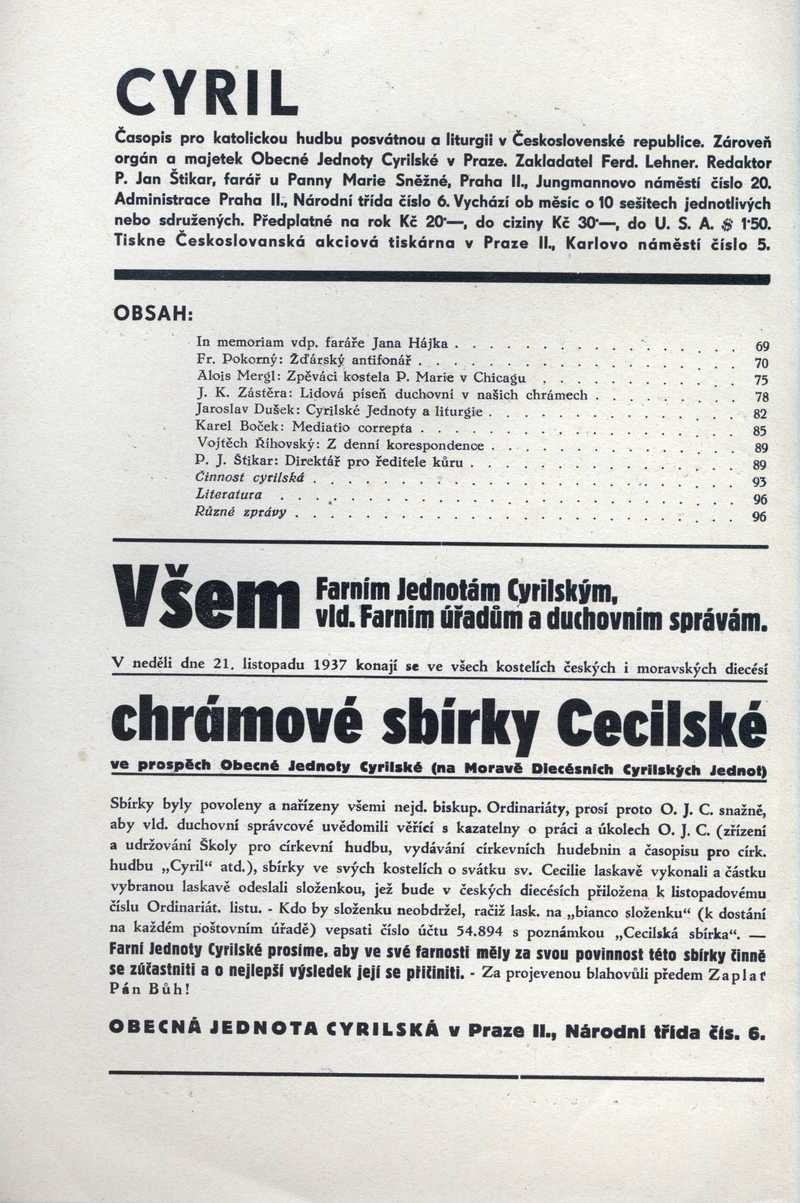 CYRIL
Časopis pro katolickou hudbu posvátnou a liturgii v Československé republice. Zároveň
orgán a majetek Obecné Jednoty Cyrilské v Praze. Zakladatel Ferd. Lehner. Redaktor
P. Jan Štikar, farář u Panny Marie Sněžné, Praha II., Jungmannovo náměstí číslo 20.
Administrace Praha II., Národní třída číslo 6. Vychází ob měsíc o 10 sešitech jednotlivých
nebo sdružených. Předplatné na rok Kč 20·—, do ciziny Kč 30·—, do U. S. A. $ 1·50.
Tiskne Českoslovanská akciová tiskárna v Praze II., Karlovo náměstí číslo 5.
OBSAH:
In memoriam vdp. faráře Jana Hájka . . . . . . . . . . . . . . . . 69
Fr. Pokorný: Žďárský antifonář . . . . . . . . . . . . . . . . . . 70
Alois Mergl: Zpěváci kostela P. Marie v Chicagu . . . . . . . . . . . 75
J. K. Zástěra: Lidová píseň duchovní v našich chrámech . . . . . . . . 78
Jaroslav Dušek: Cyrilské Jednoty a liturgie . . . . . . . . . . . . . . 82
Karel Boček: Mediatio correpta . . . . . . . . . . . . . . . . . . 85
Vojtěch Říhovský: Z denní korespondence . . . . . . . . . . . . . . 89
P. J. Štikar: Direktář pro ředitele kůru . . . . . . . . . . . . . . . 89
Činnost cyrilská . . . . . . . . . . . . . . . . . . . . . . . . 93
Literatura . . . . . . . . . . . . . . . . . . . . . . . . . . 96
Různé zprávy . . . . . . . . . . . . . . . . . . . . . . . . . 96
Všem Farním Jednotám Cyrilským,
vld. Farním úřadům a duchovním správám.
V neděli dne 21. listopadu 1937 konají se ve všech kostelích českých i moravských diecésí
chrámové sbírky Cecilské
ve prospěch Obecné Jednoty Cyrilské (na Moravě Diecésních Cyrilských Jednot)
Sbírky byly povoleny a nařízeny všemi nejd. biskup. Ordinariáty, prosí proto O. J. C. snažně,
aby vld. duchovní správcové uvědomili věřící s kazatelny o práci a úkolech O. J. C. (zřízení
a udržování Školy pro církevní hudbu, vydávání církevních hudebnin a časopisu pro círk.
hudbu „Cyril“ atd.), sbírky ve svých kostelích o svátku sv. Cecilie laskavě vykonali a částku
vybranou laskavě odeslali složenkou, jež bude v českých diecésích přiložena k listopadovému
číslu Ordinariát. listu. - Kdo by složenku neobdržel, račiž lask. na „bianco složenku“ (k dostání
na každém poštovním úřadě) vepsati číslo účtu 54.894 s poznámkou „Cecilská sbírka“. —
Farní Jednoty Cyrilské prosíme, aby ve své farnosti měly za svou povinnost této sbírky činně
se zúčastniti a o nejlepší výsledek její se přičiniti. - Za projevenou blahovůli předem Zaplať
Pán Bůh!
OBECNÁ JEDNOTA CYRILSKÁ v Praze II., Národní třída čís. 6.